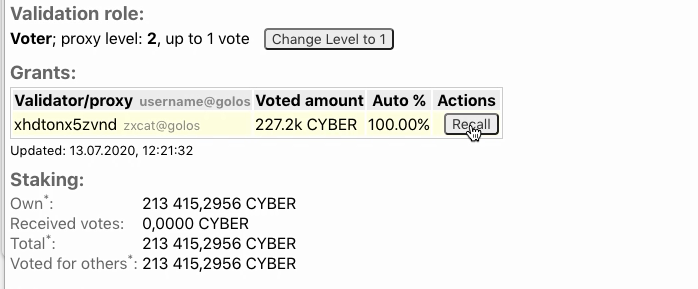 Validation role:
Voter; proxy level: 2, up to 1 vote Change Level to 1
Grants:
Validator/proxy username@golos Voted amount Auto % Actions
xhdtonx5zvnd zxcat@golos 227.2k CYBER 100.00% Recall
Updated: 13.07.2020, 12:21:32
Staking:
Own*: 213 415,2956 CYBER
Received votes: 0,0000 CYBER
Total*: 213 415,2956 CYBER
Voted for others*: 213 415,2956 CYBER